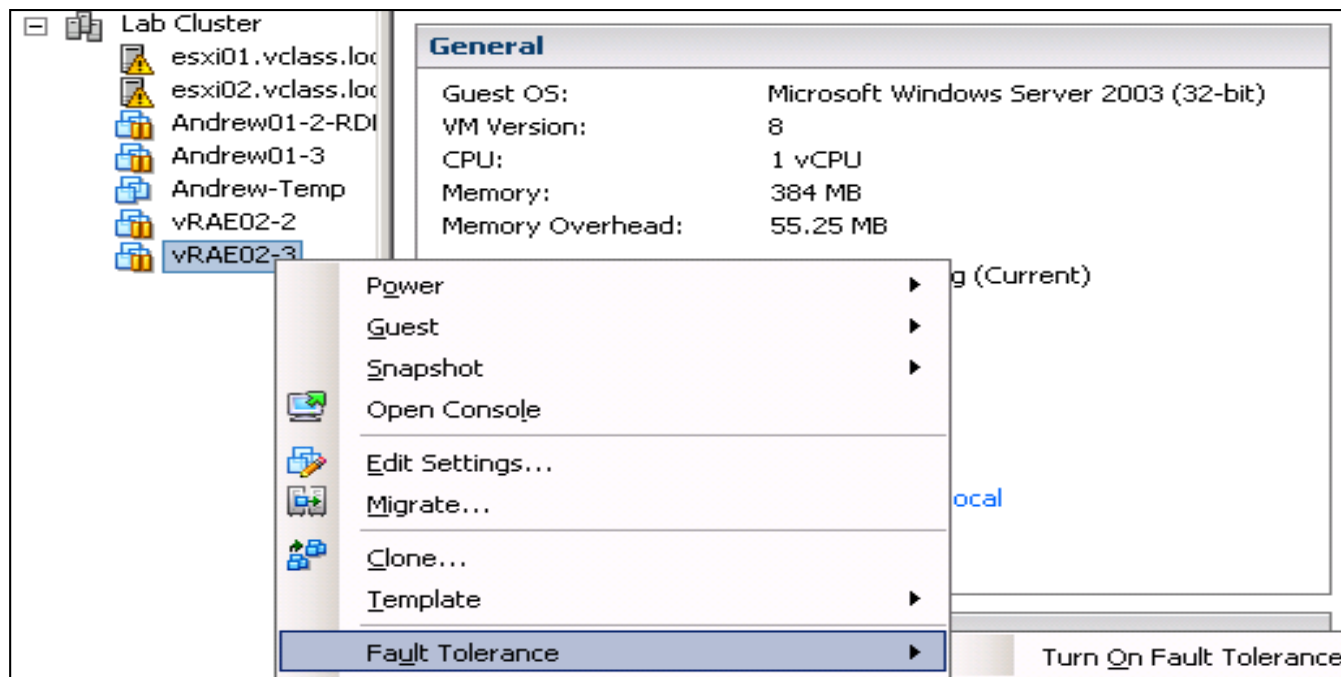 Lab Cluster
esxi01.vclass.loc
esxi02.vclass.loc
Andrew01-2-RD
Andrew01-3
Andrew-Temp
vRAE02-2
vRAE02-3
General
Guest OS: Microsoft Windows Server 2003 (32-bit)
VM Version: 8
CPU: 1 vCPU
Memory: 384 MB
Memory Overhead: 55.25 MB
g (Current)
ocal
Power
Guest
Snapshot
Open Console
Edit Settings...
Migrate...
Clone...
Template
Fault Tolerance
Turn On Fault Tolerance